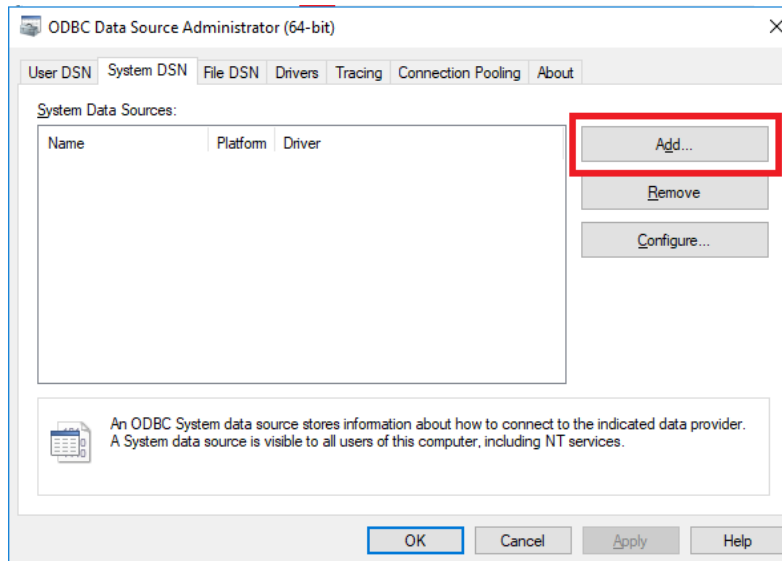 ODBC Data Source Administrator (64-bit)
User DSN System DSN File DSN Drivers Tracing Connection Pooling About
System Data Sources:
Name Platform Driver
Add...
Remove
Configure...
An ODBC System data source stores information about how to connect to the indicated data provider.
A System data source is visible to all users of this computer, including NT services.
OK Cancel Apply Help